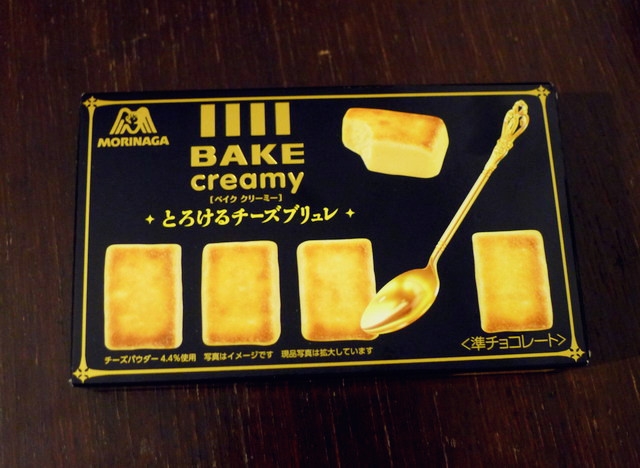 MORINAGA
BAKE
creamy
[ベイク クリーミー]
とろけるチーズブリュレ
<準チョコレート>
チーズパウダー4.4%使用 写真はイメージです 現品写真は拡大しています